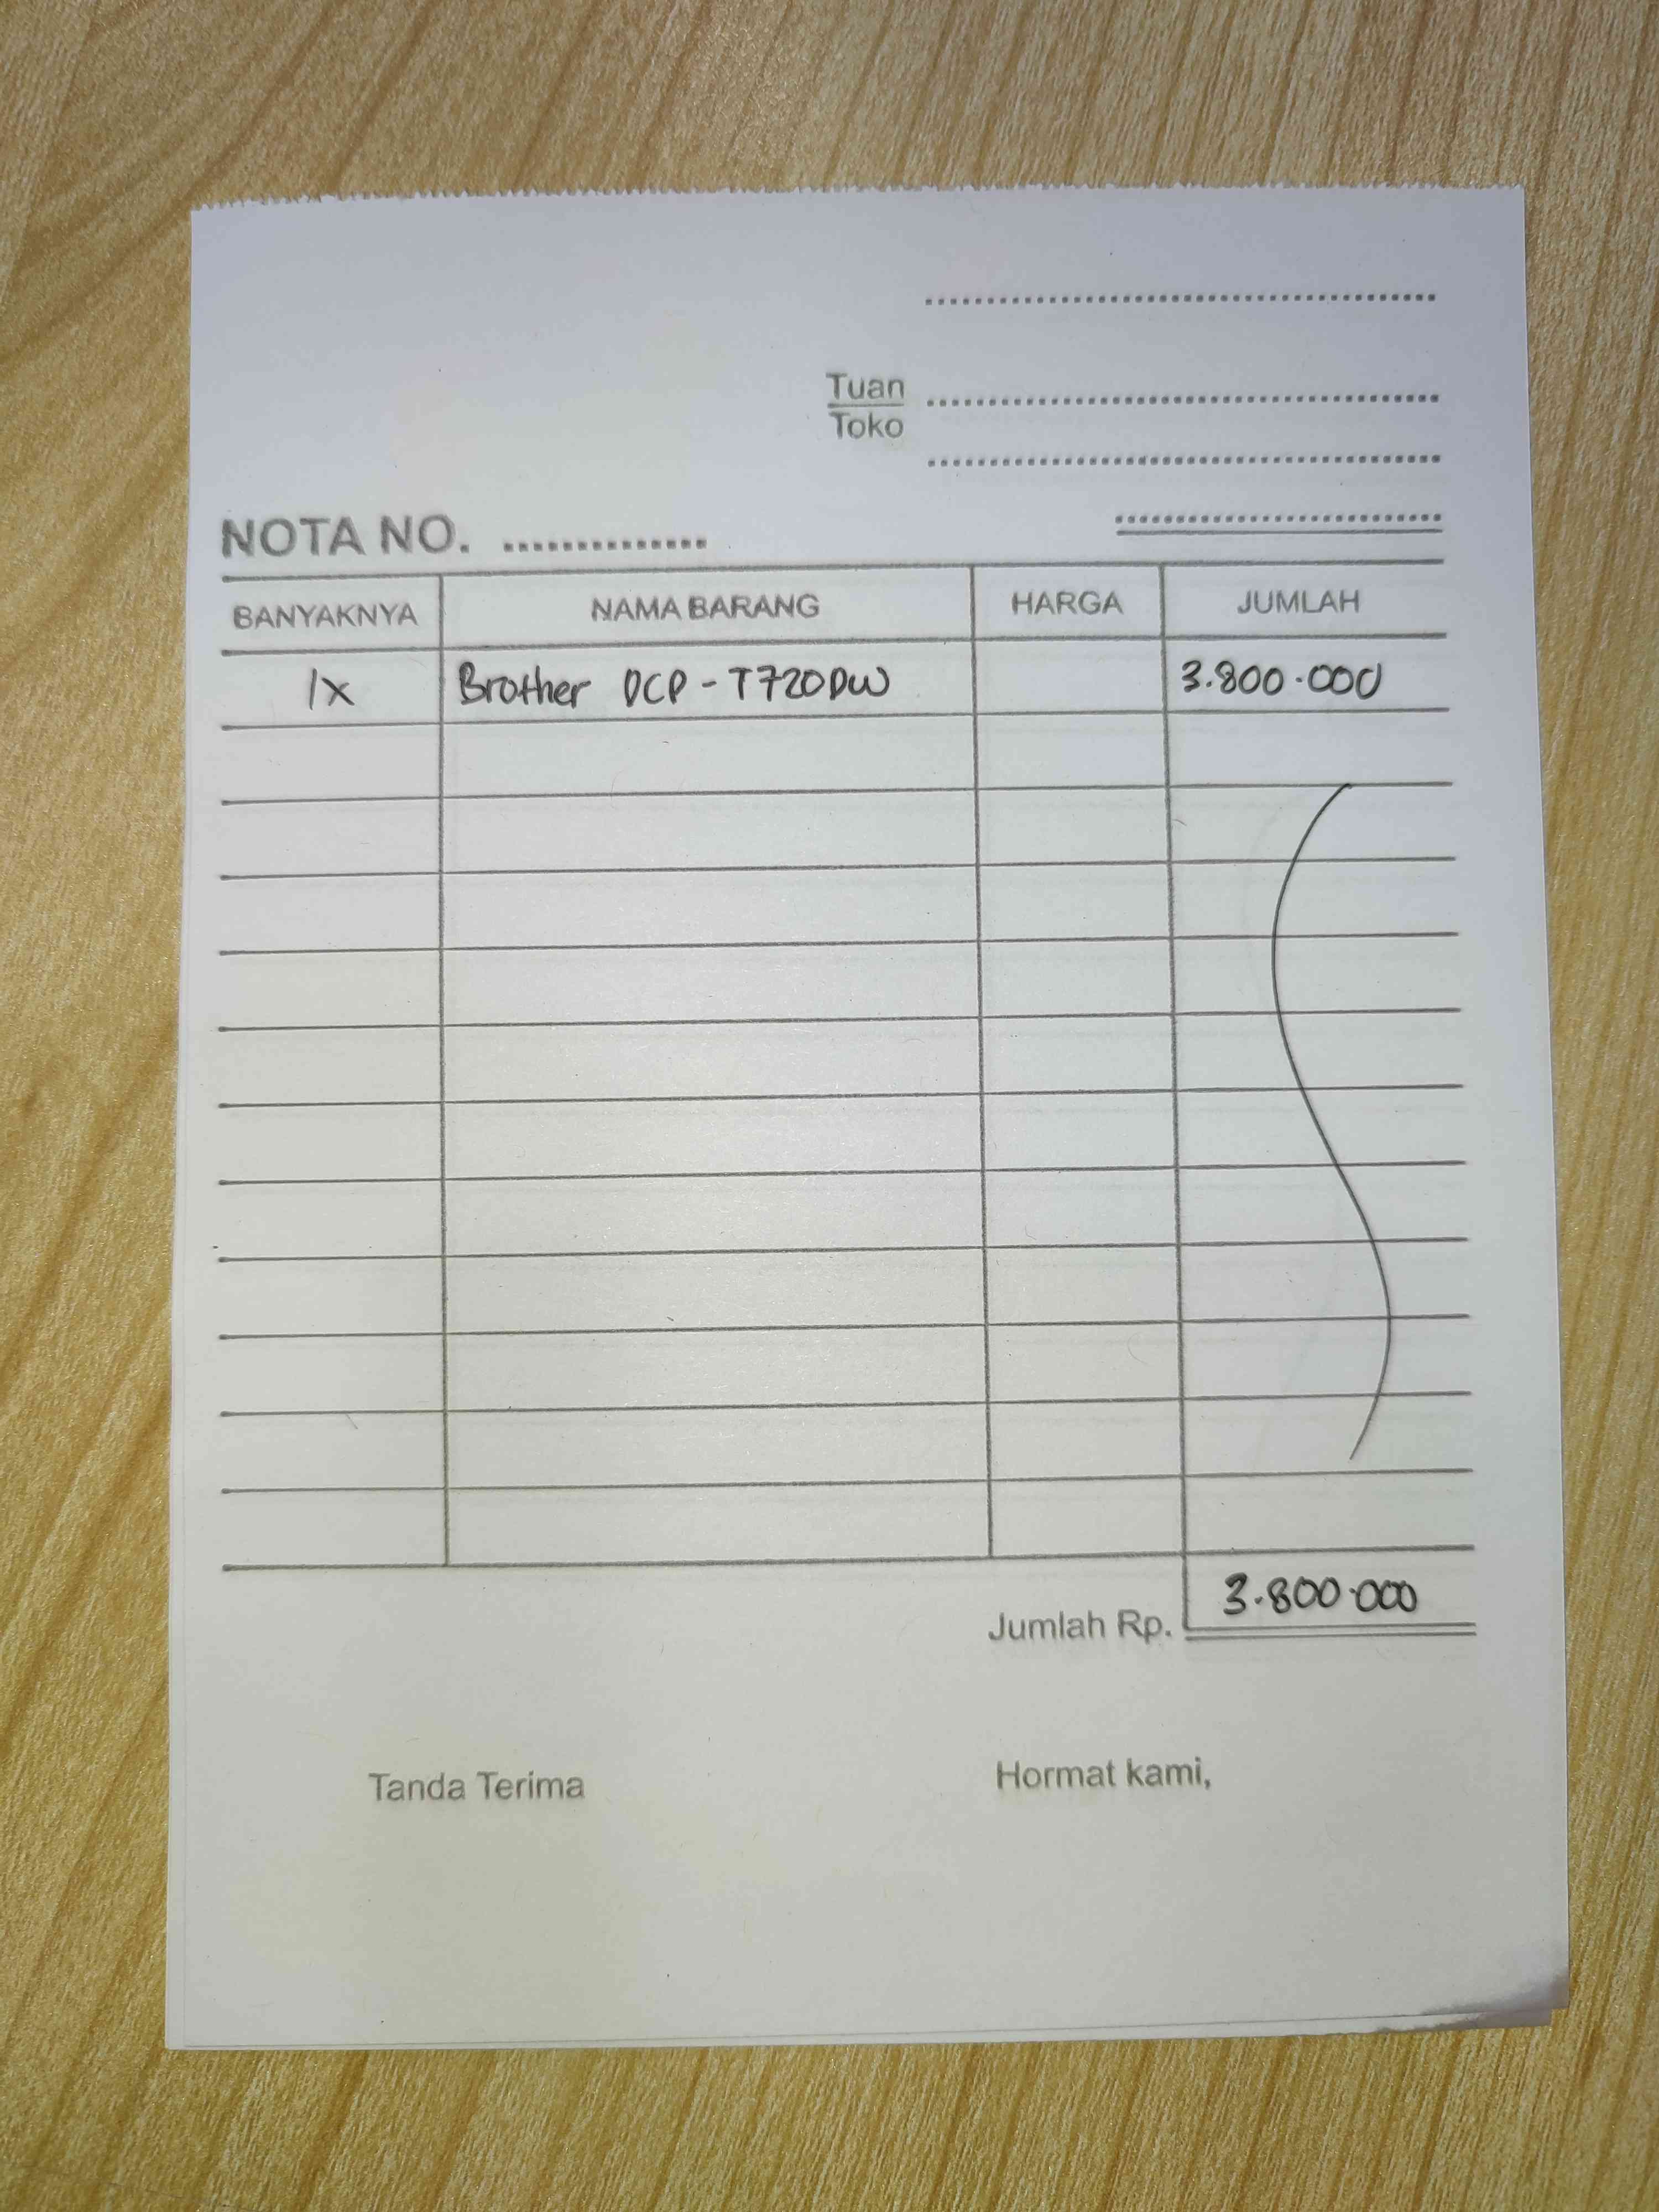 Tuan
Toko
NOTA NO. ..............
BANYAKNYA NAMA BARANG HARGA JUMLAH
1x Brother DCP - T720DW 3.800.000
Jumlah Rp. 3.800.000
Tanda Terima Hormat kami,